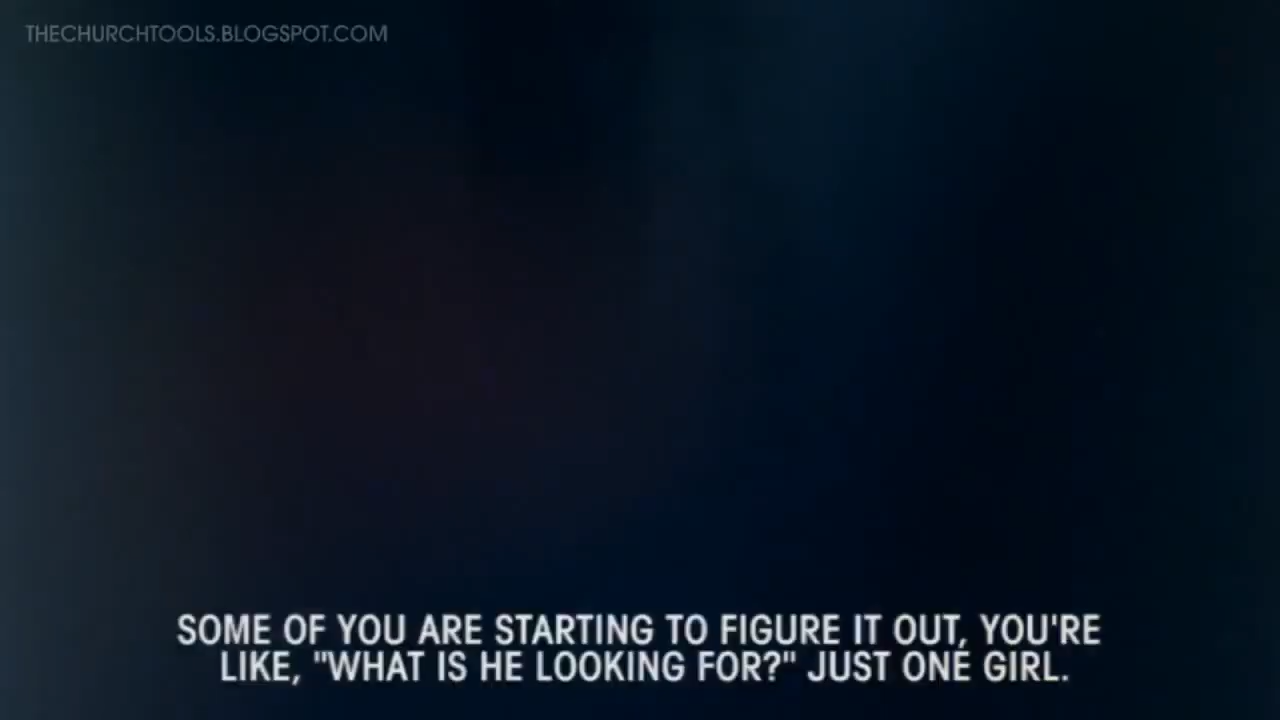 THECHURCHTOOLS.BLOGSPOT.COM
SOME OF YOU ARE STARTING TO FIGURE IT OUT, YOU'RE
LIKE, "WHAT IS HE LOOKING FOR?" JUST ONE GIRL.